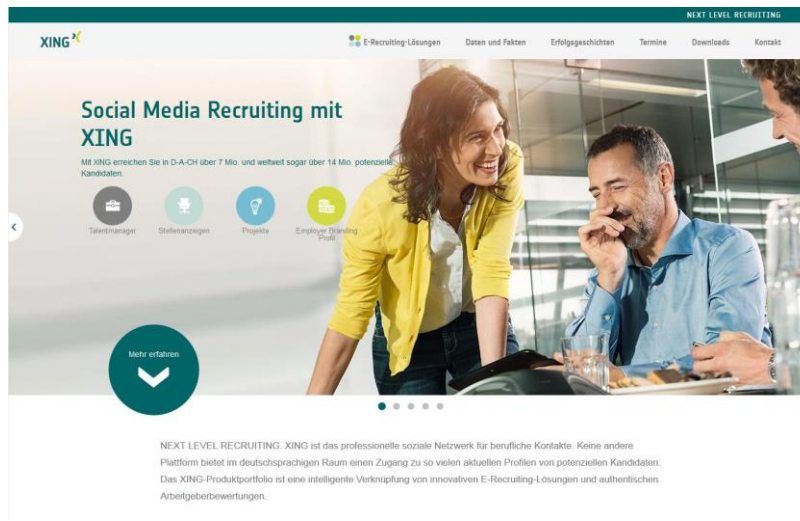 NEXT LEVEL RECRUITING
XING
E-Recruiting-Lösungen
Daten und Fakten
Erfolgsgeschichten
Termine
Downloads
Kontakt
Social Media Recruiting mit
XING
Mit XING erreichen Sie in D-A-CH über 7 Mio. und weltweit sogar über 14 Mio. potenzielle
Kandidaten.
Talentmanager
Stellenanzeigen
Projekte
Employer Branding
Profil
Mehr erfahren
NEXT LEVEL RECRUITING. XING ist das professionelle soziale Netzwerk für berufliche Kontakte. Keine andere
Plattform bietet im deutschsprachigen Raum einen Zugang zu so vielen aktuellen Profilen von potenziellen Kandidaten.
Das XING-Produktportfolio ist eine intelligente Verknüpfung von innovativen E-Recruiting-Lösungen und authentischen
Arbeitgeberbewertungen.